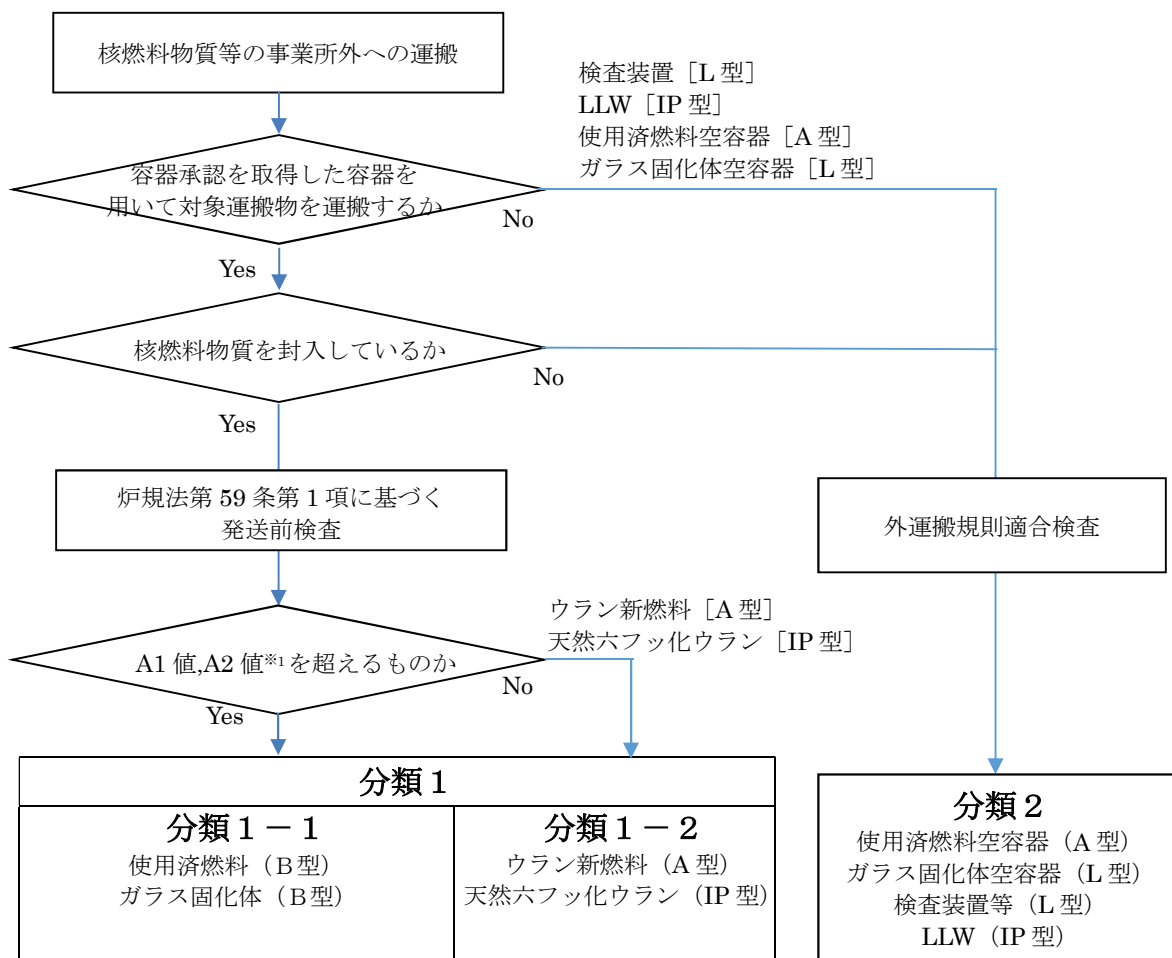 核燃料物質等の事業所外への運搬
検査装置［L 型］
LLW［IP 型］
使用済燃料空容器［A 型］
ガラス固化体空容器［L 型］
容器承認を取得した容器を
用いて対象運搬物を運搬するか
No
Yes
核燃料物質を封入しているか
No
Yes
炉規法第 59 条第 1 項に基づく
発送前検査
外運搬規則適合検査
ウラン新燃料［A 型］
天然六フッ化ウラン［IP 型］
A1 値,A2 値※1を超えるものか
No
Yes
分類１
分類１－１
使用済燃料（Ｂ型）
ガラス固化体（Ｂ型）
分類１－２
ウラン新燃料（A 型）
天然六フッ化ウラン（IP 型）
分類２
使用済燃料空容器（A 型）
ガラス固化体空容器（L 型）
検査装置等（L 型）
LLW（IP 型）